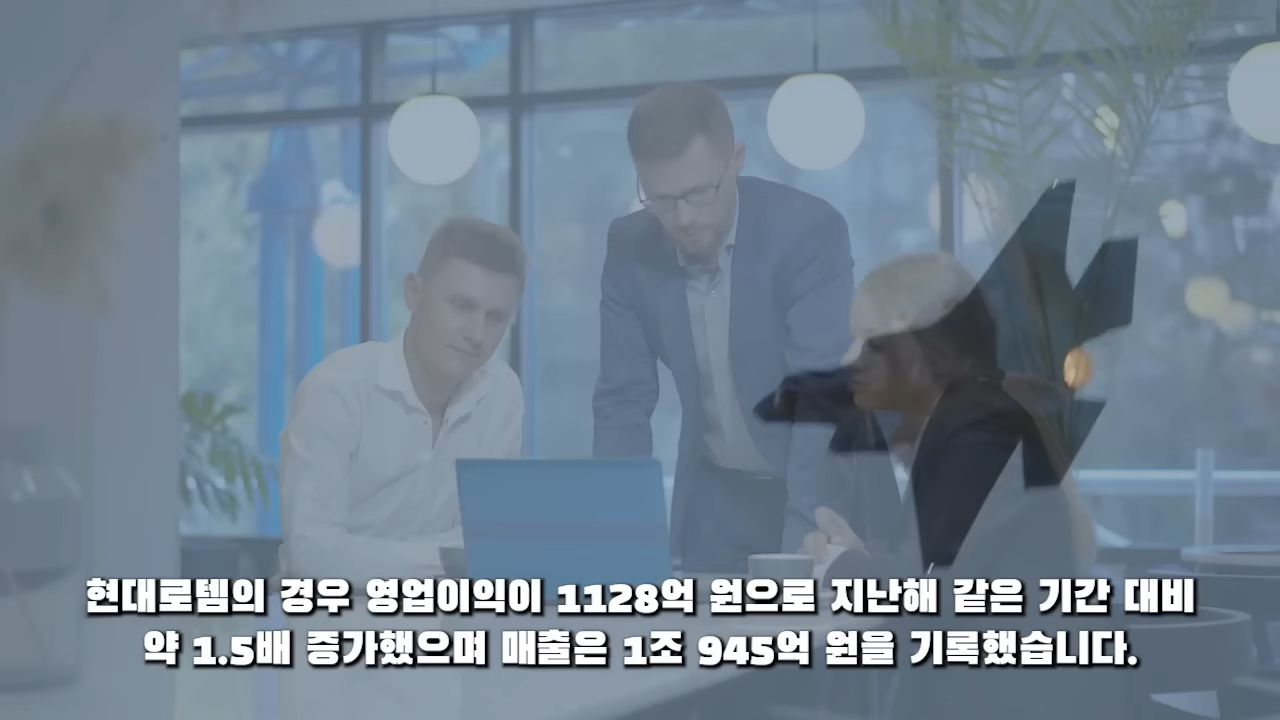 현대로템의 경우 영업이익이 1128억 원으로 지난해 같은 기간 대비
약 1.5배 증가했으며 매출은 1조 945억 원을 기록했습니다.